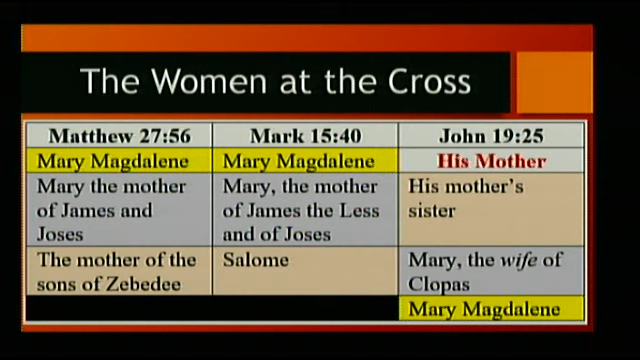 The Women at the Cross
Matthew 27:56 Mark 15:40 John 19:25
Mary Magdalene Mary Magdalene His Mother
Mary the mother Mary, the mother His mother's
of James and of James the Less sister
Joses and of Joses
The mother of the Salome Mary, the wife of
sons of Zebedee Clopas
Mary Magdalene